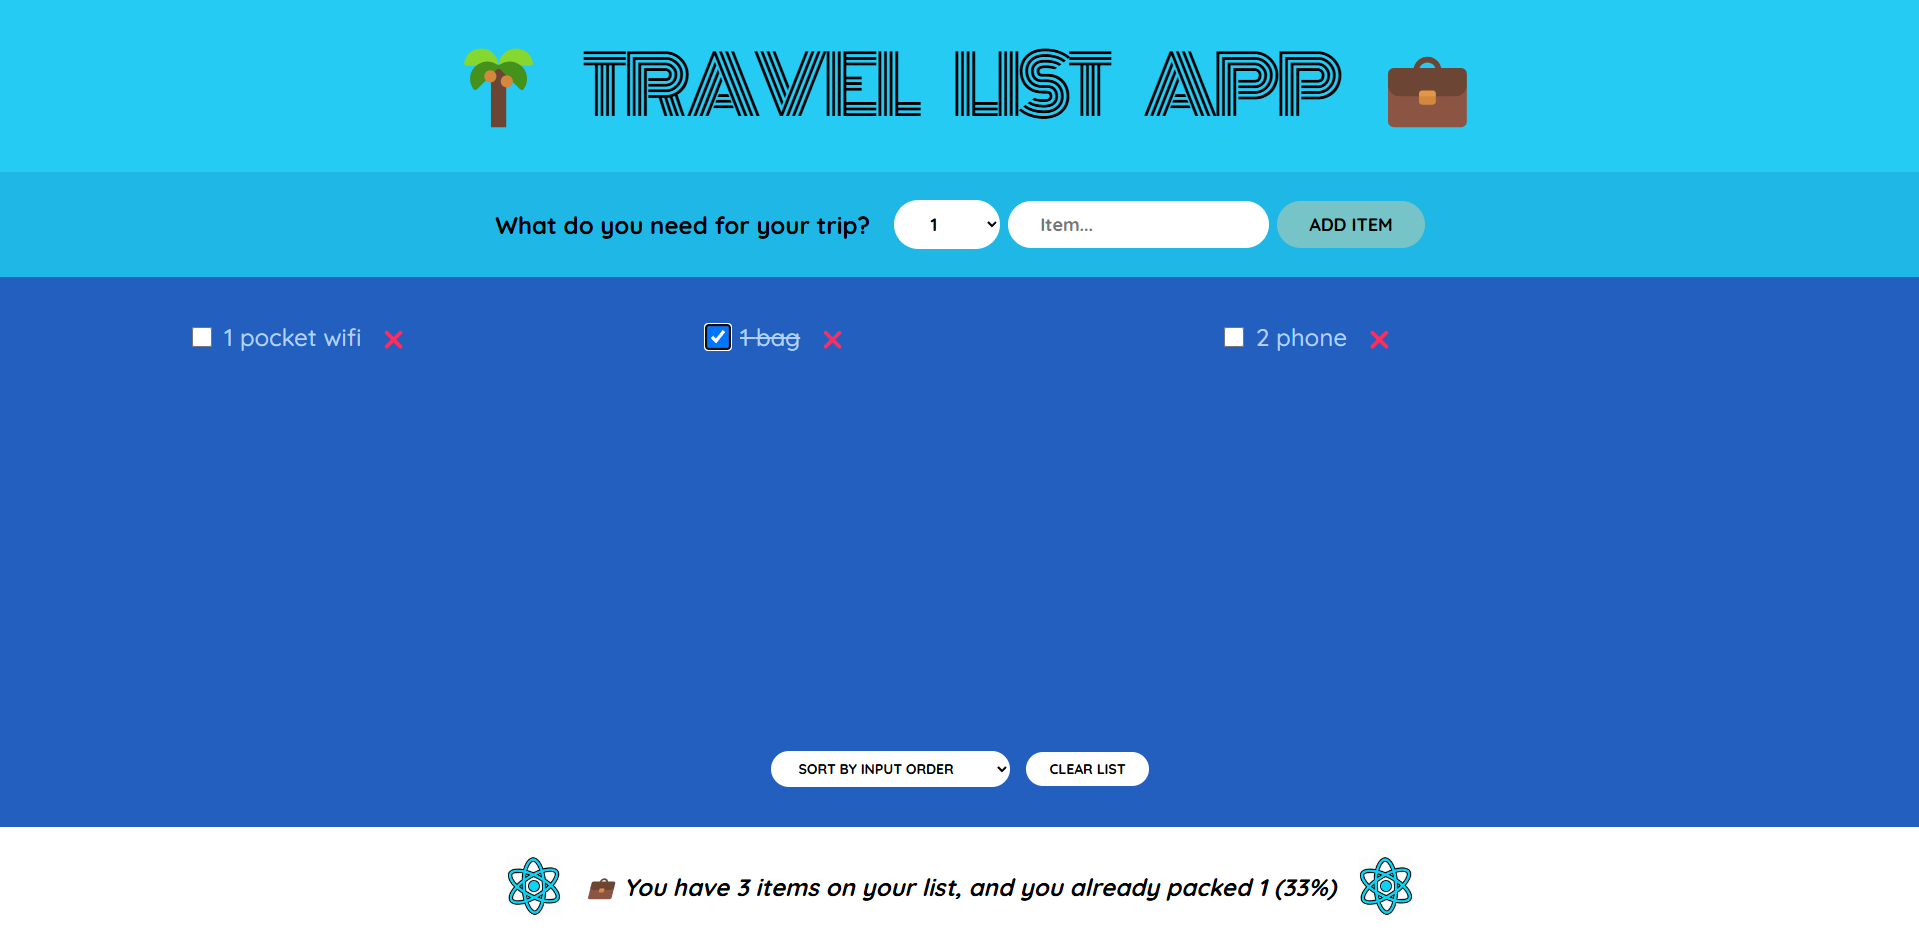 TRAVEL LIST APP
What do you need for your trip? 1 Item... ADD ITEM
1 pocket wifi 1 bag 2 phone
SORT BY INPUT ORDER CLEAR LIST
You have 3 items on your list, and you already packed 1 (33%)